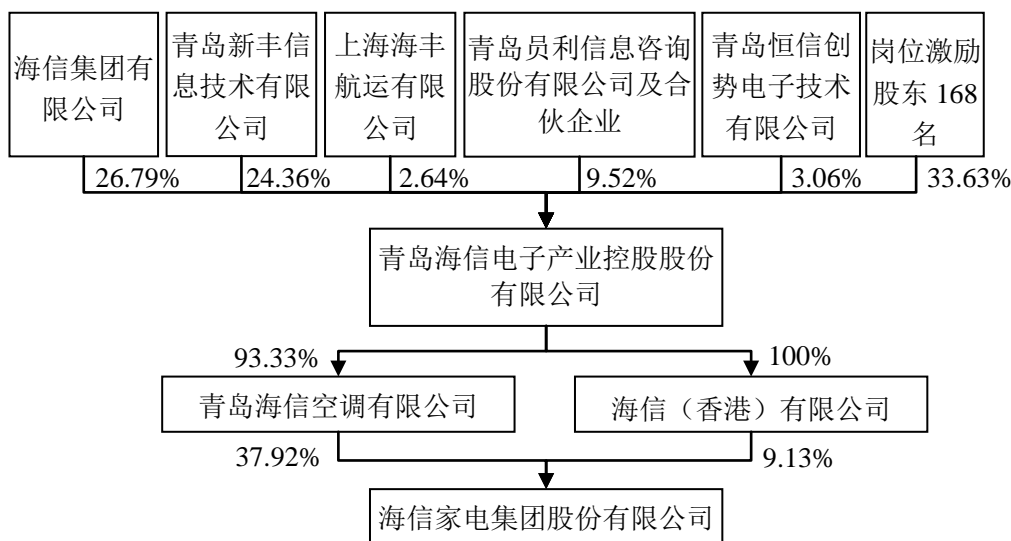 海信集团有
限公司
青岛新丰信
息技术有限
公司
上海海丰
航运有限
公司
青岛员利信息咨询
股份有限公司及合
伙企业
青岛恒信创
势电子技术
有限公司
岗位激励
股东 168
名
26.79%
24.36%
2.64%
9.52%
3.06%
33.63%
青岛海信电子产业控股股份
有限公司
93.33%
100%
青岛海信空调有限公司
海信（香港）有限公司
37.92%
9.13%
海信家电集团股份有限公司